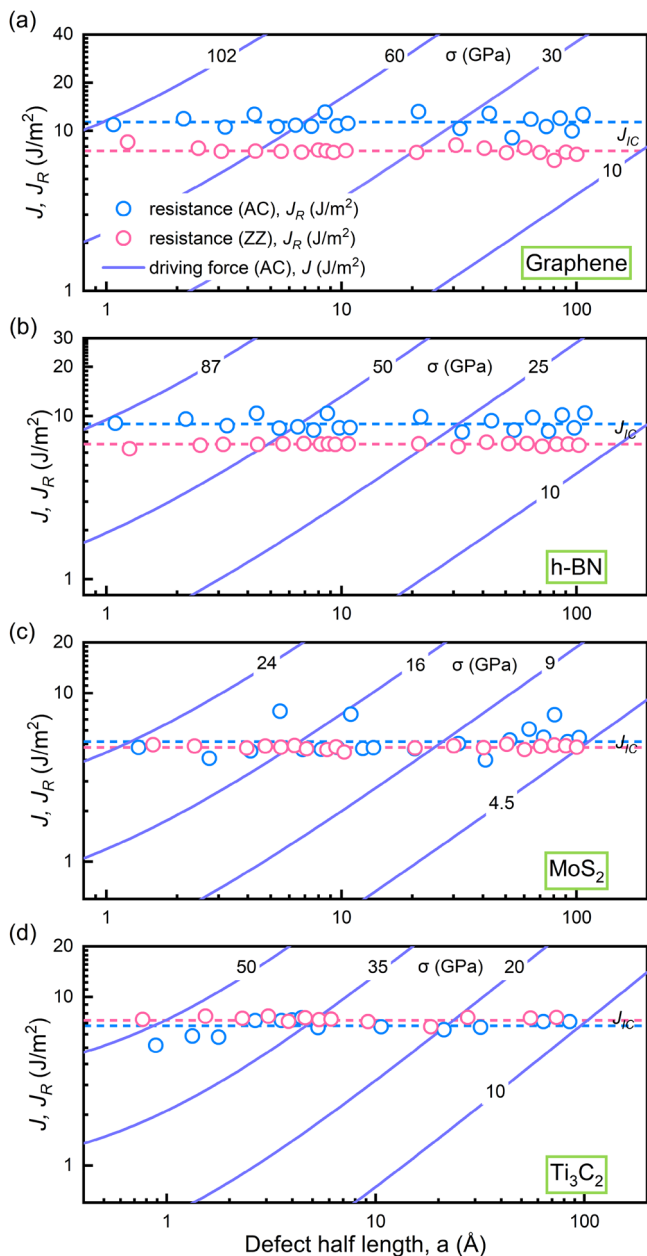 (a)
40
102
60
σ (GPa)
30
J, J_R (J/m²)
10
J_IC
10
resistance (AC), J_R (J/m²)
resistance (ZZ), J_R (J/m²)
driving force (AC), J (J/m²)
Graphene
1
1
10
100
(b)
30
87
50
σ (GPa)
25
J, J_R (J/m²)
10
J_IC
10
h-BN
1
1
10
100
(c)
20
24
16
σ (GPa)
9
J, J_R (J/m²)
10
J_IC
4.5
1
MoS₂
1
10
100
(d)
20
50
35
σ (GPa)
20
J, J_R (J/m²)
10
J_IC
10
1
Ti₃C₂
1
10
100
Defect half length, a (Å)